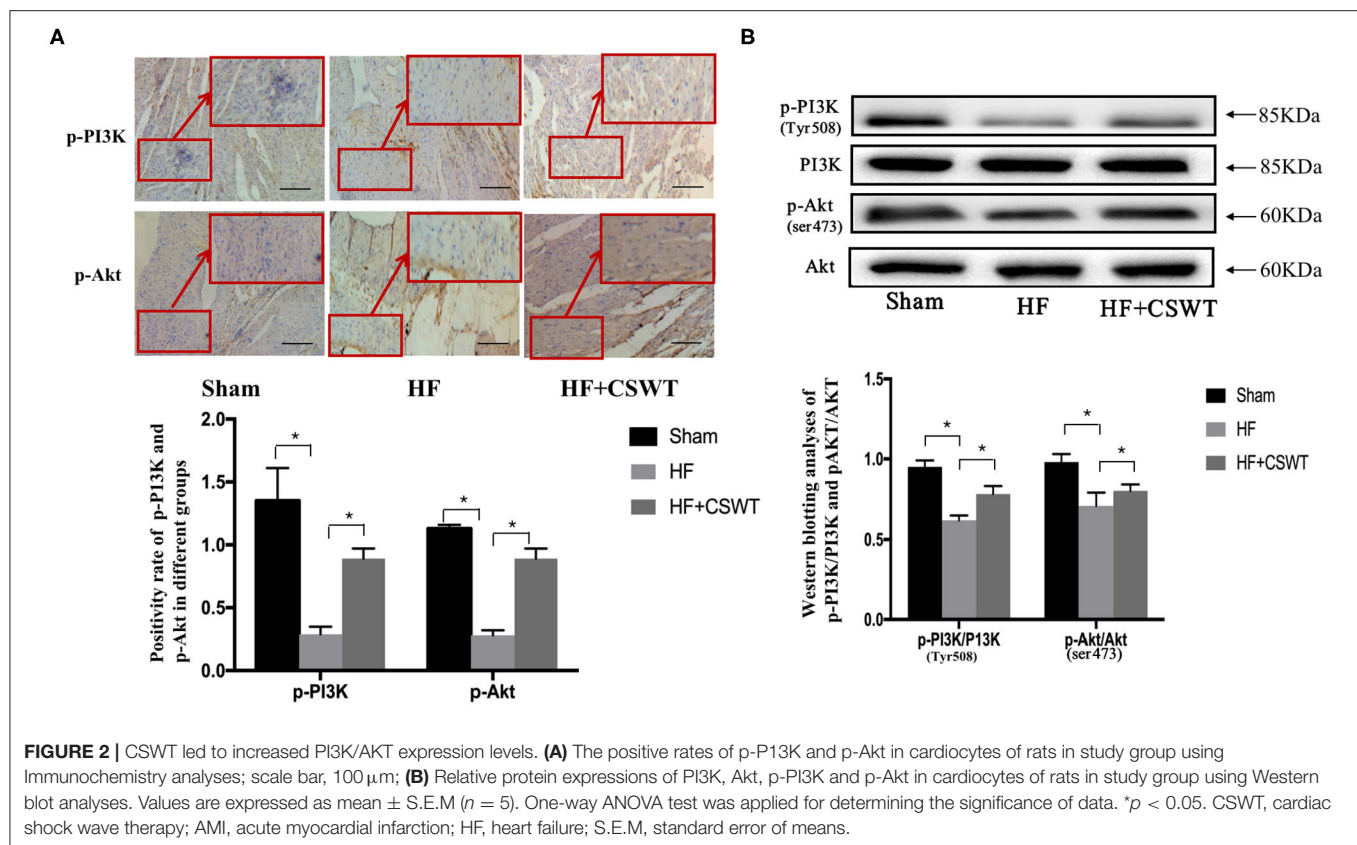 A
p-PI3K
p-Akt
Sham HF HF+CSWT
Positivity rate of p-P13K and
p-Akt in different groups
2.0
1.5
1.0
0.5
0.0
*
*
*
*
p-PI3K p-Akt
Sham
HF
HF+CSWT
B
p-PI3K
(Tyr508)
←85KDa
PI3K
←85KDa
p-Akt
(ser473)
←60KDa
Akt
←60KDa
Sham HF HF+CSWT
Western blotting analyses of
p-PI3K/PI3K and pAKT/AKT
1.5
1.0
0.5
0.0
*
*
*
*
p-PI3K/P13K p-Akt/Akt
(Tyr508) (ser473)
Sham
HF
HF+CSWT
FIGURE 2 | CSWT led to increased PI3K/AKT expression levels. (A) The positive rates of p-P13K and p-Akt in cardiocytes of rats in study group using
Immunochemistry analyses; scale bar, 100 μm; (B) Relative protein expressions of PI3K, Akt, p-PI3K and p-Akt in cardiocytes of rats in study group using Western
blot analyses. Values are expressed as mean ± S.E.M (n = 5). One-way ANOVA test was applied for determining the significance of data. *p < 0.05. CSWT, cardiac
shock wave therapy; AMI, acute myocardial infarction; HF, heart failure; S.E.M, standard error of means.